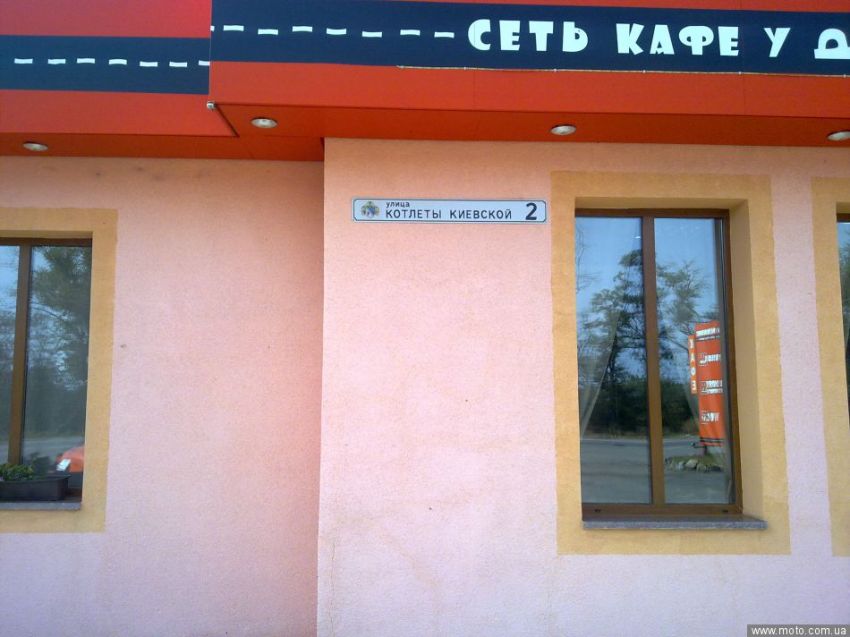 СЕТЬ КАФЕ У Д
улица
КОТЛЕТЫ КИЕВСКОЙ 2
www.moto.com.ua